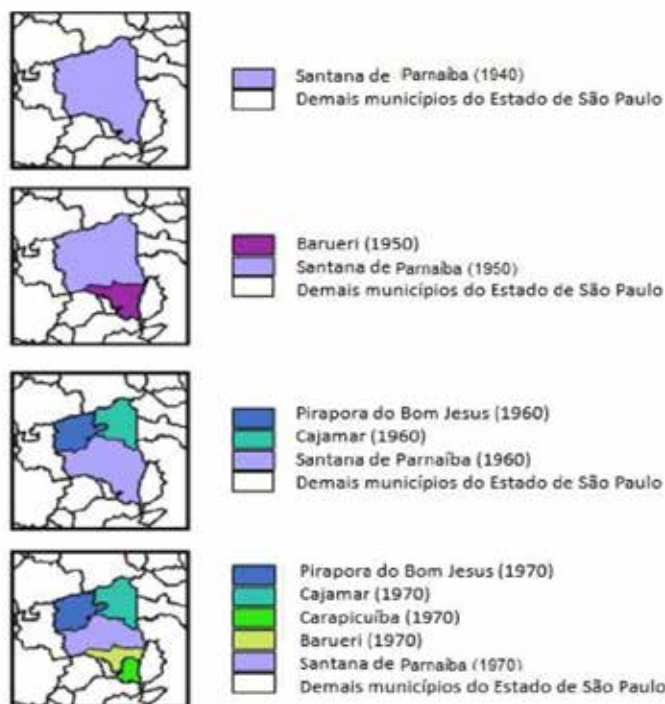 Santana de Parnaíba (1940)
Demais municípios do Estado de São Paulo
Barueri (1950)
Santana de Parnaíba (1950)
Demais municípios do Estado de São Paulo
Pirapora do Bom Jesus (1960)
Cajamar (1960)
Santana de Parnaíba (1960)
Demais municípios do Estado de São Paulo
Pirapora do Bom Jesus (1970)
Cajamar (1970)
Carapicuíba (1970)
Barueri (1970)
Santana de Parnaíba (1970)
Demais municípios do Estado de São Paulo